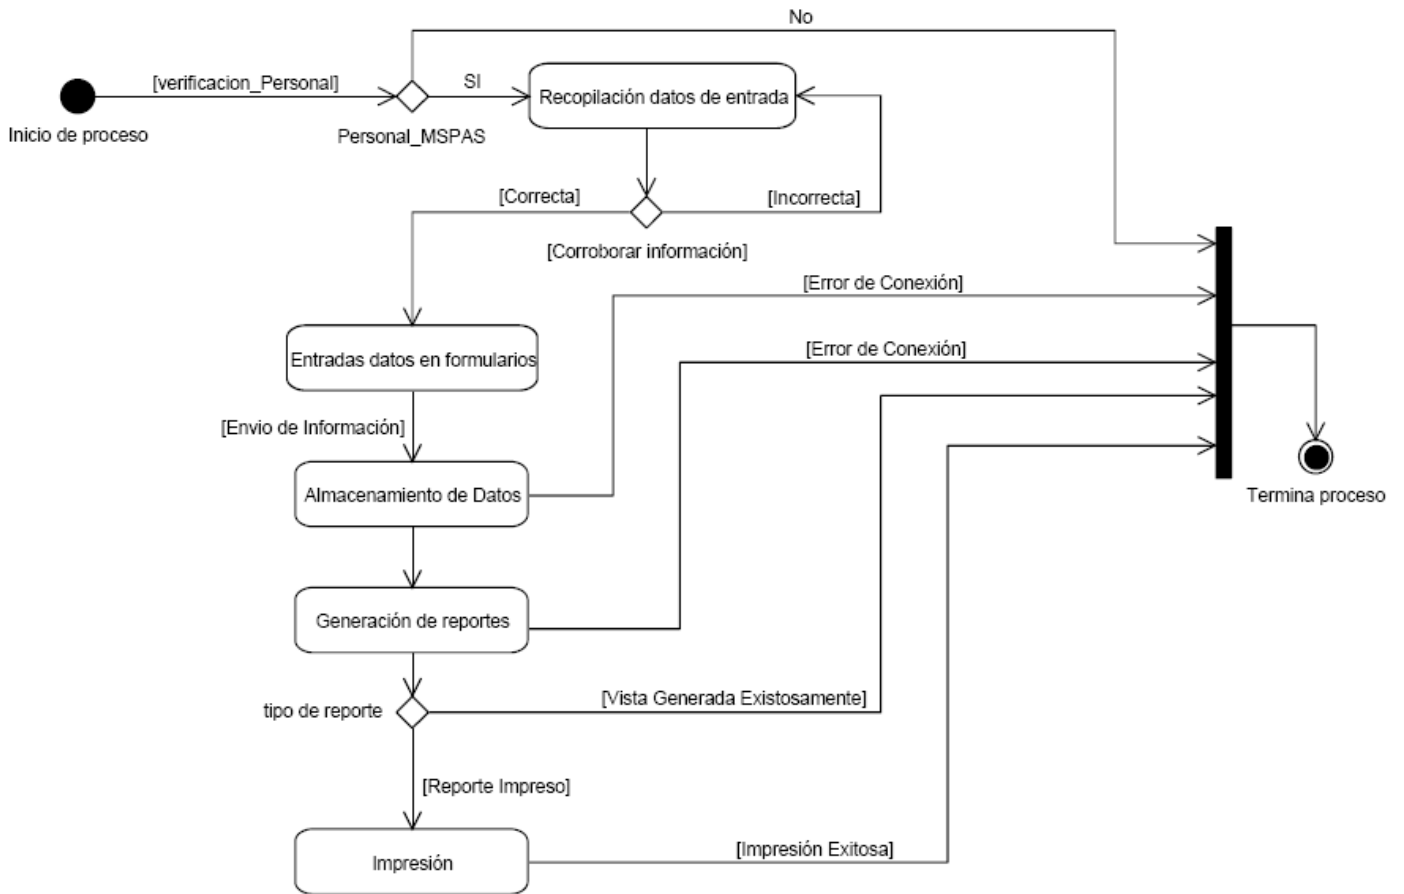 No
[verificacion_Personal]
SI
Recopilación datos de entrada
Inicio de proceso
Personal_MSPAS
[Correcta]
[Incorrecta]
[Corroborar información]
[Error de Conexión]
[Error de Conexión]
Entradas datos en formularios
[Envio de Información]
Almacenamiento de Datos
Termina proceso
Generación de reportes
[Vista Generada Existosamente]
tipo de reporte
[Reporte Impreso]
[Impresión Exitosa]
Impresión